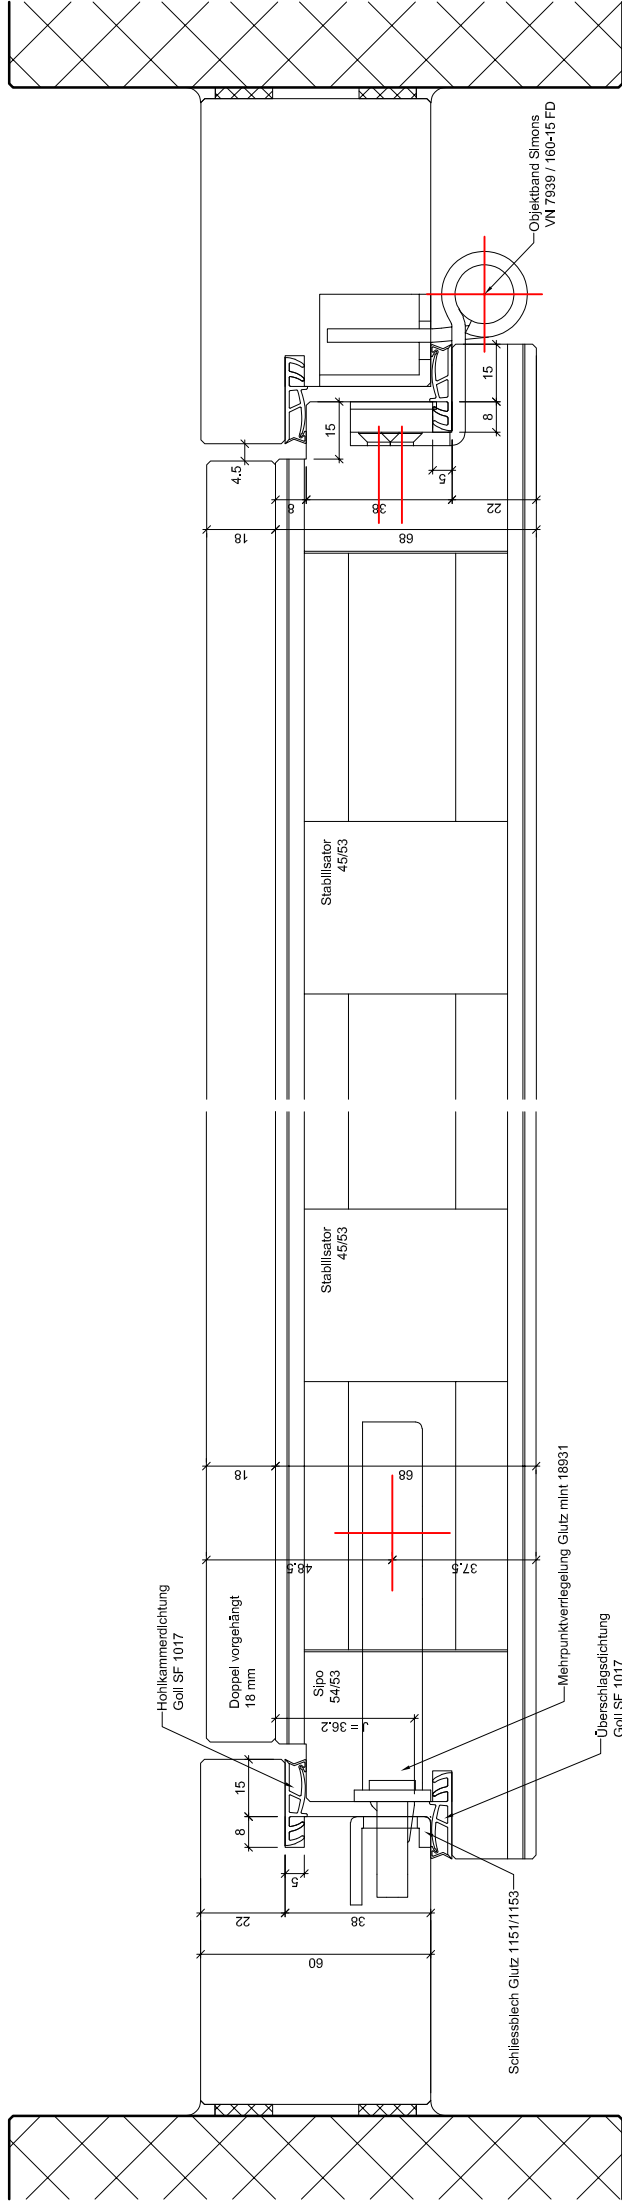 Objektband Simons
VN 7939 / 160-15 FD
15
8
15
5
4.5
8
38
22
18
68
Stabilisator
45/53
Stabilisator
45/53
18
68
48.5
37.5
Mehrpunktverriegelung Glutz mint 18931
Hohlkammerdichtung
Goll SF 1017
Doppel vorgehängt
18 mm
Sipo
54/53
J = 36.2
Überschlagsdichtung
Goll SF 1017
15
8
5
22
38
60
Schliessblech Glutz 1151/1153